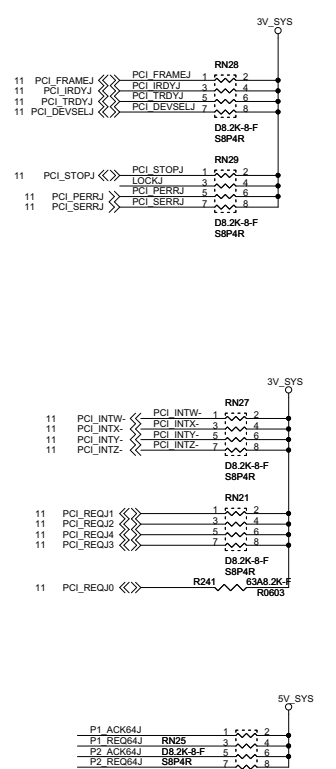 3V_SYS
RN28
11 PCI_FRAMEJ PCI_FRAMEJ 1 2
11 PCI_IRDYJ PCI_IRDYJ 3 4
11 PCI_TRDYJ PCI_TRDYJ 5 6
11 PCI_DEVSELJ PCI_DEVSELJ 7 8
D8.2K-8-F
S8P4R
RN29
11 PCI_STOPJ PCI_STOPJ 1 2
LOCKJ 3 4
11 PCI_PERRJ PCI_PERRJ 5 6
11 PCI_SERRJ PCI_SERRJ 7 8
D8.2K-8-F
S8P4R
3V_SYS
RN27
11 PCI_INTW- PCI_INTW- 1 2
11 PCI_INTX- PCI_INTX- 3 4
11 PCI_INTY- PCI_INTY- 5 6
11 PCI_INTZ- PCI_INTZ- 7 8
D8.2K-8-F
S8P4R
RN21
11 PCI_REQJ1 1 2
11 PCI_REQJ2 3 4
11 PCI_REQJ4 5 6
11 PCI_REQJ3 7 8
D8.2K-8-F
S8P4R
R241 63A8.2K-F
11 PCI_REQJ0 R0603
5V_SYS
P1_ACK64J 1 2
P1_REQ64J RN25 3 4
P2_ACK64J D8.2K-8-F 5 6
P2_REQ64J S8P4R 7 8